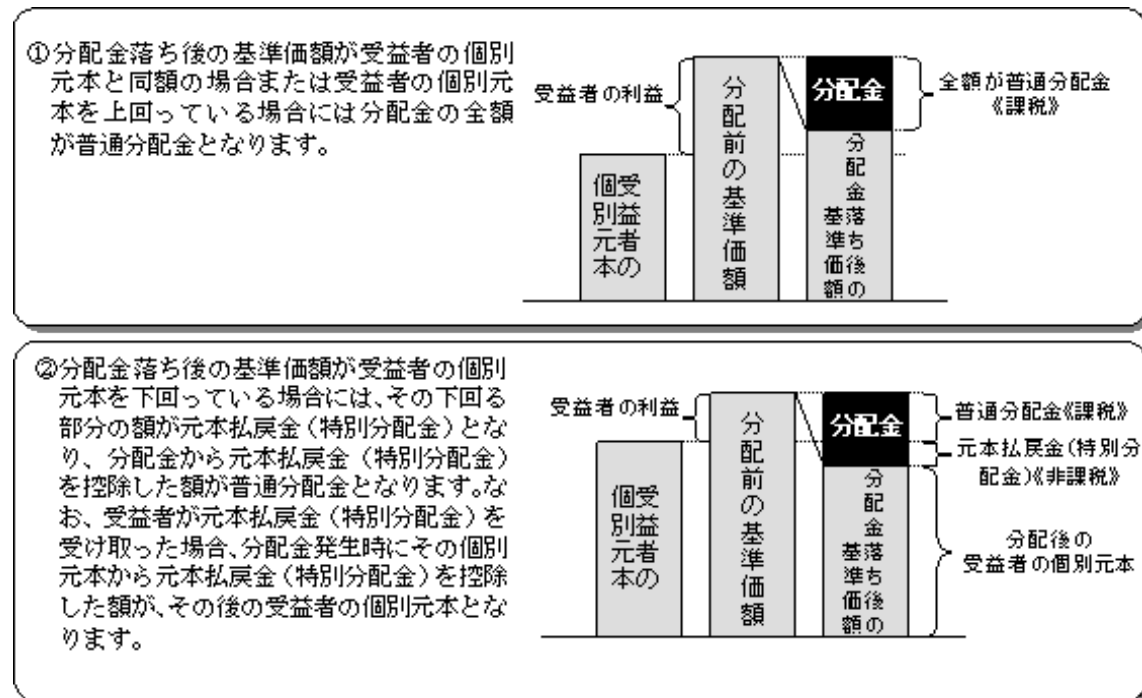 ①分配金落ち後の基準価額が受益者の個別
元本と同額の場合または受益者の個別元
本を上回っている場合には分配金の全額
が普通分配金となります。
受益者の利益
受益者の
個別元本
分配前の基準価額
分配金
分配金落ち後の
基準価額
全額が普通分配金
《課税》
②分配金落ち後の基準価額が受益者の個別
元本を下回っている場合には、その下回る
部分の額が元本払戻金（特別分配金）とな
り、分配金から元本払戻金（特別分配金）
を控除した額が普通分配金となります。な
お、受益者が元本払戻金（特別分配金）を
受け取った場合、分配金発生時にその個別
元本から元本払戻金（特別分配金）を控除
した額が、その後の受益者の個別元本とな
ります。
受益者の利益
受益者の
個別元本
分配前の基準価額
分配金
分配金落ち後の
基準価額
普通分配金《課税》
元本払戻金(特別分
配金)《非課税》
分配後の
受益者の個別元本